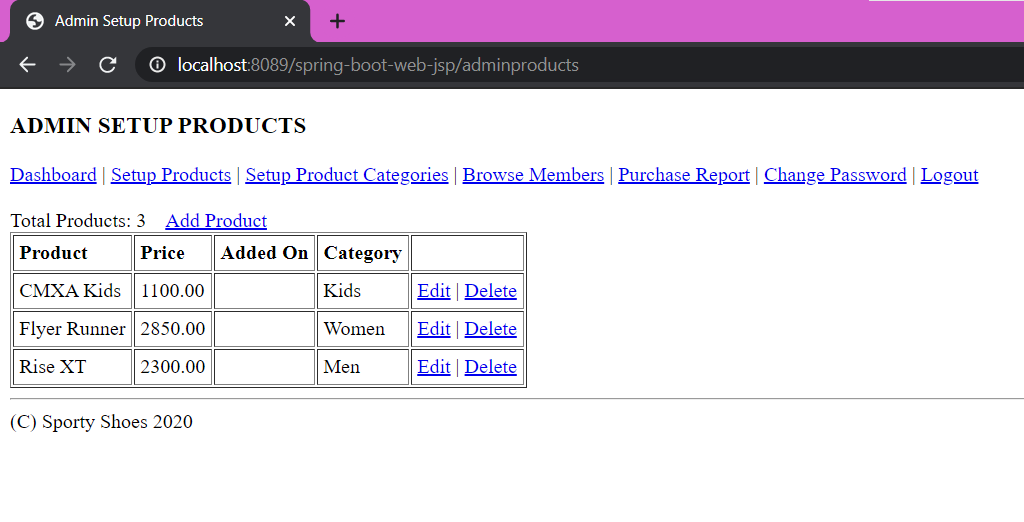 Admin Setup Products
localhost:8089/spring-boot-web-jsp/adminproducts
ADMIN SETUP PRODUCTS
Dashboard | Setup Products | Setup Product Categories | Browse Members | Purchase Report | Change Password | Logout
Total Products: 3 Add Product
Product Price Added On Category
CMXA Kids 1100.00 Kids Edit | Delete
Flyer Runner 2850.00 Women Edit | Delete
Rise XT 2300.00 Men Edit | Delete
(C) Sporty Shoes 2020